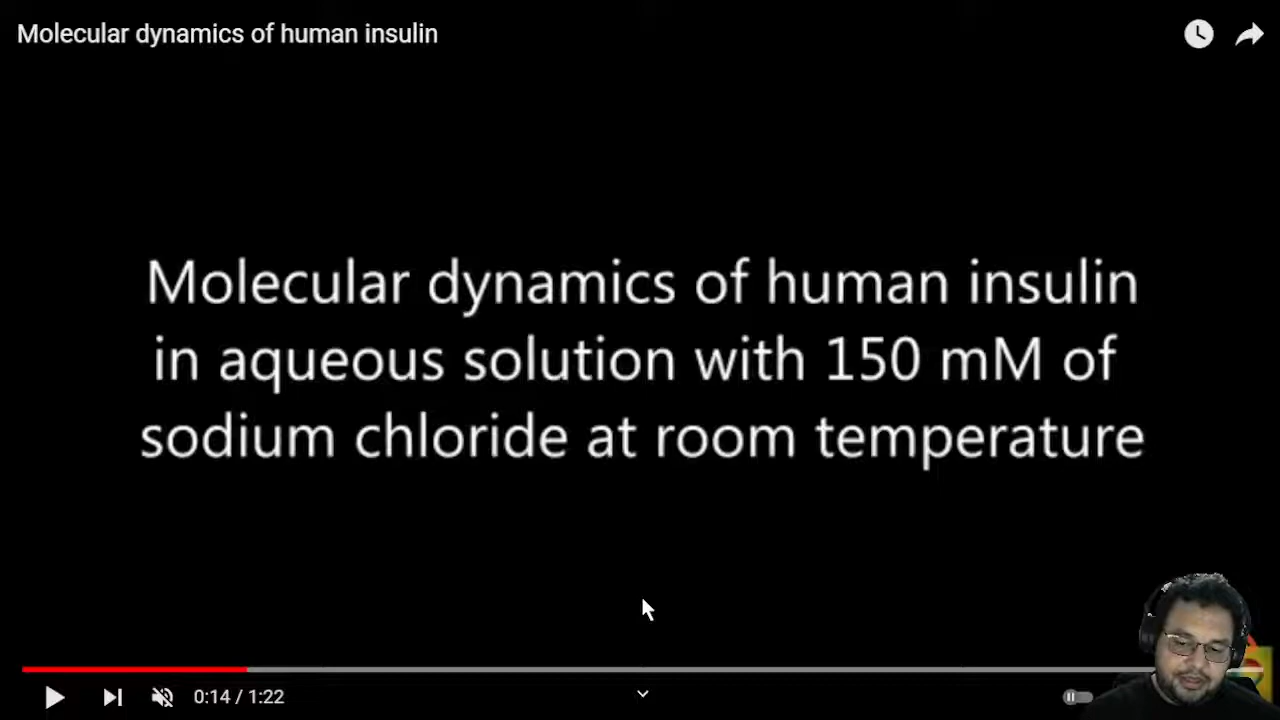 Molecular dynamics of human insulin
Molecular dynamics of human insulin
in aqueous solution with 150 mM of
sodium chloride at room temperature
0:14 / 1:22